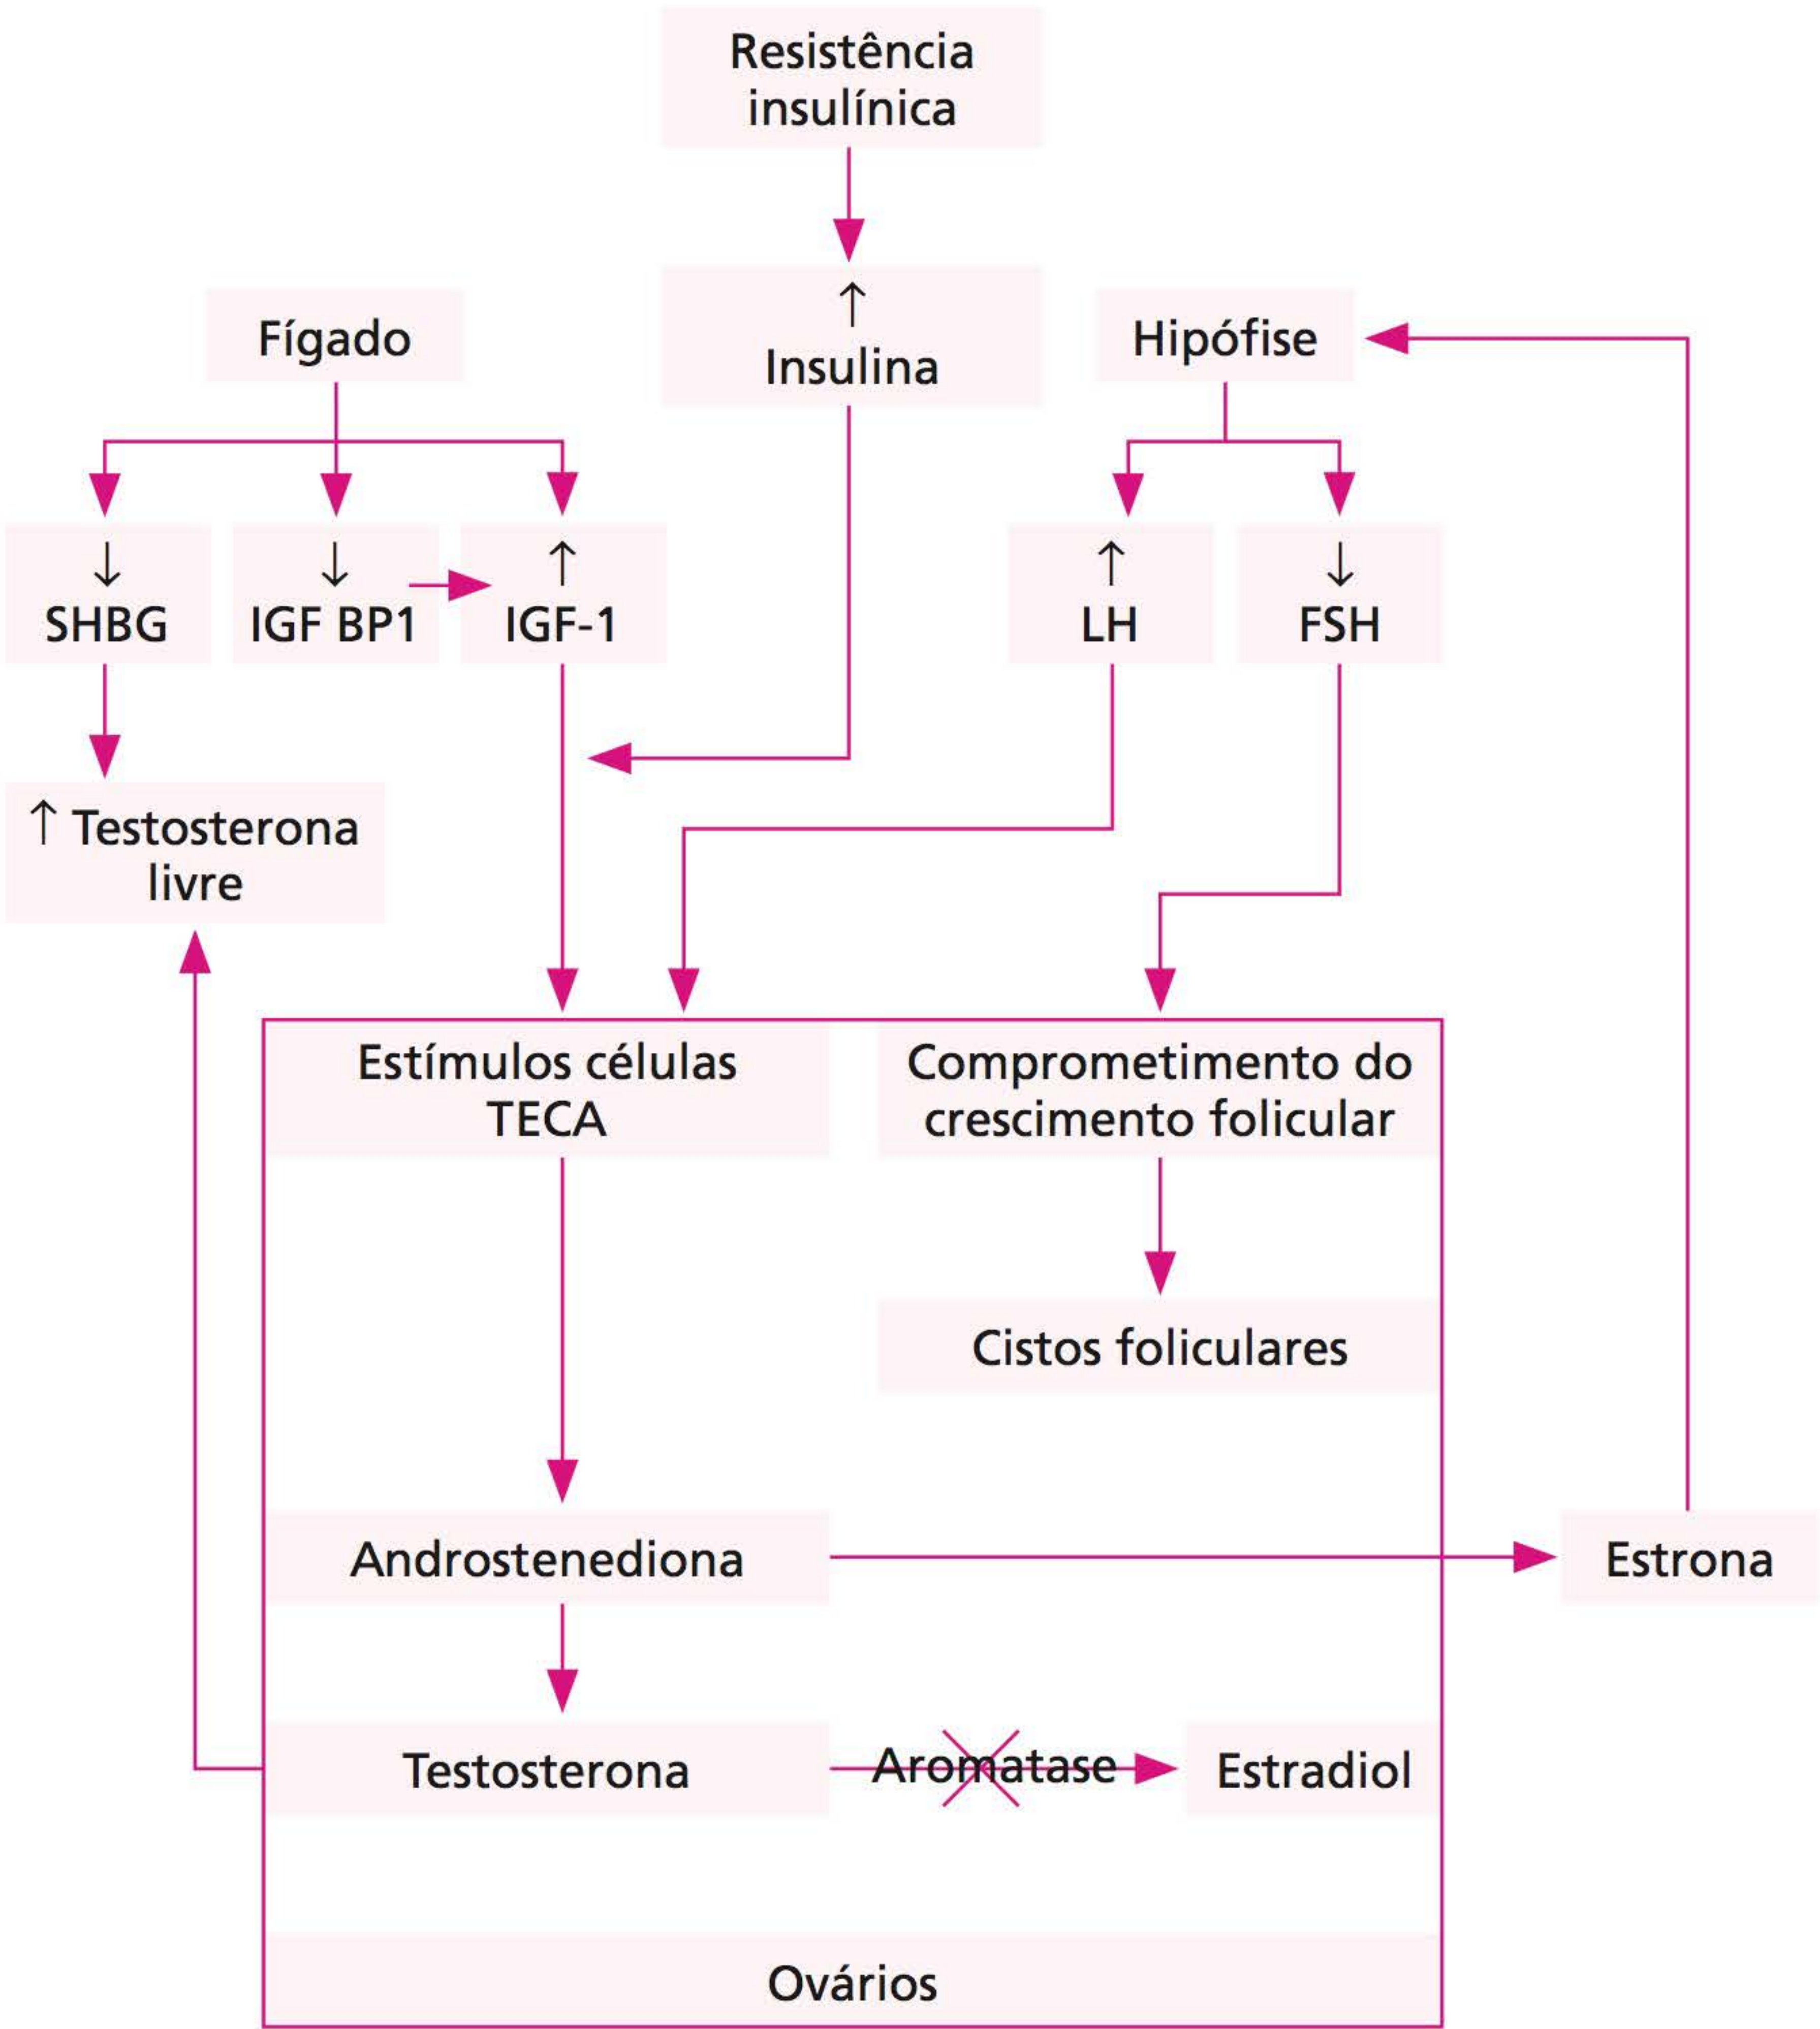 Resistência
insulínica
↑
Insulina
Fígado
Hipófise
↓
SHBG
↓
IGF BP1
↑
IGF-1
↑
LH
↓
FSH
↑ Testosterona
livre
Estímulos células
TECA
Comprometimento do
crescimento folicular
Cistos foliculares
Androstenediona
Estrona
Testosterona
Aromatase
Estradiol
Ovários